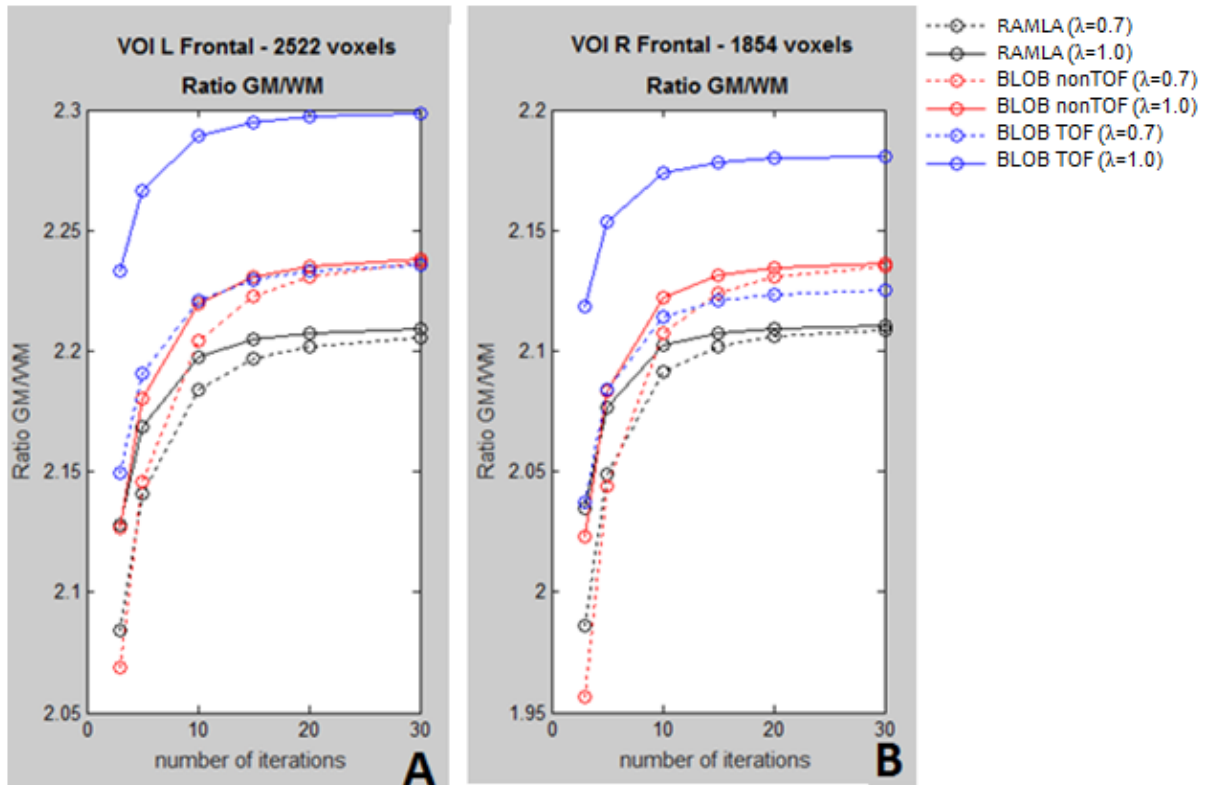 VOI L Frontal - 2522 voxels
Ratio GM/WM
2.3
2.25
2.2
2.15
2.1
2.05
Ratio GM/WM
0
10
20
30
number of iterations
A
VOI R Frontal - 1854 voxels
Ratio GM/WM
2.2
2.15
2.1
2.05
2
1.95
Ratio GM/WM
0
10
20
30
number of iterations
B
RAMLA (λ=0.7)
RAMLA (λ=1.0)
BLOB nonTOF (λ=0.7)
BLOB nonTOF (λ=1.0)
BLOB TOF (λ=0.7)
BLOB TOF (λ=1.0)